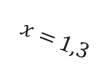 x = 1,3